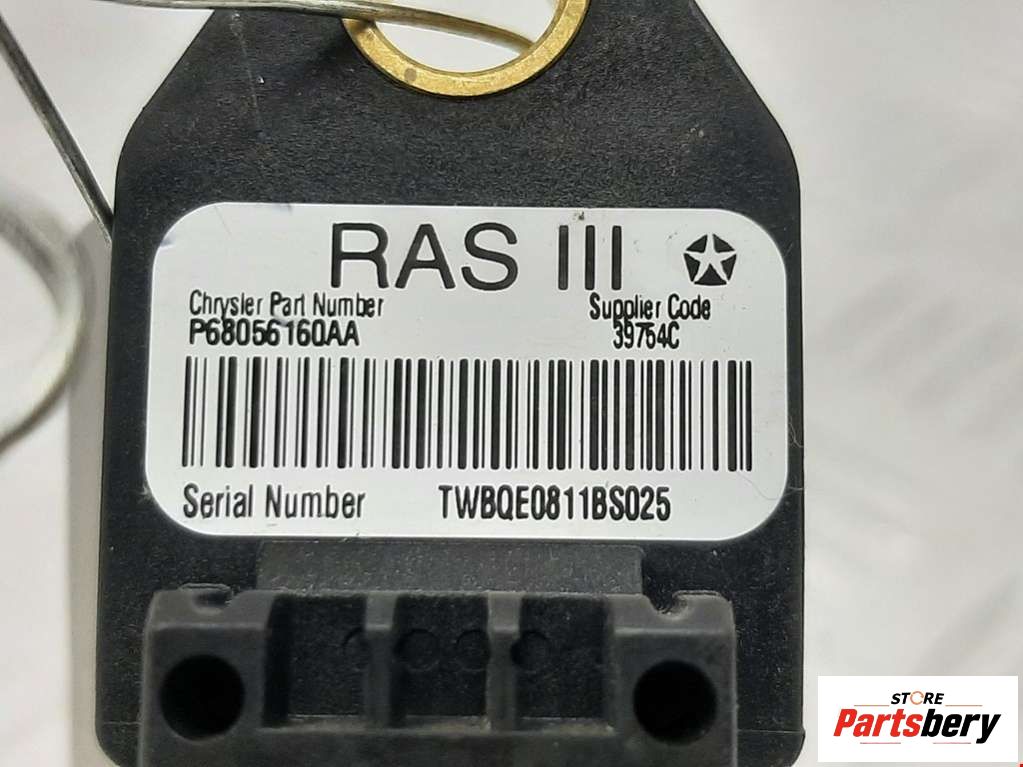 RAS III
Chrysler Part Number
Supplier Code
P68056160AA
39754C
Serial Number TWBQE0811BS025
STORE
Partsbery